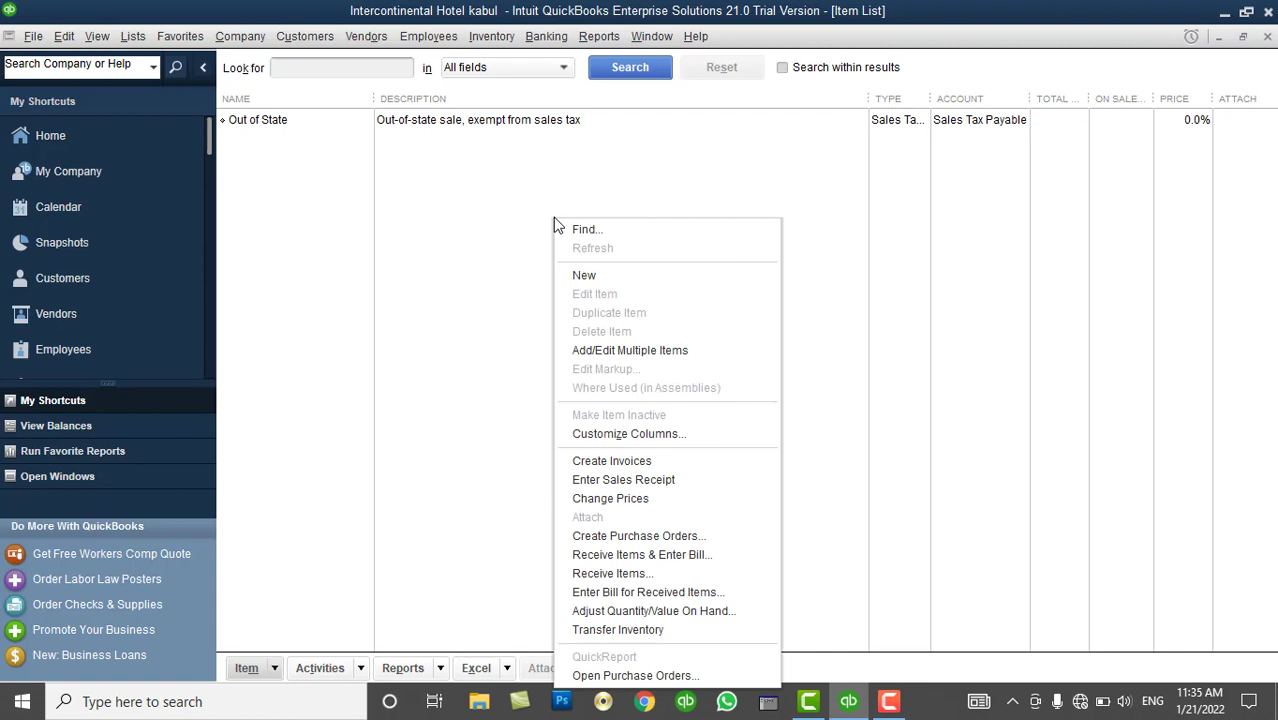 Intercontinental Hotel kabul - Intuit QuickBooks Enterprise Solutions 21.0 Trial Version - [Item List]
File Edit View Lists Favorites Company Customers Vendors Employees Inventory Banking Reports Window Help
Search Company or Help
Look for in All fields Search Reset Search within results
My Shortcuts
Home
My Company
Calendar
Snapshots
Customers
Vendors
Employees
My Shortcuts
View Balances
Run Favorite Reports
Open Windows
Do More With QuickBooks
Get Free Workers Comp Quote
Order Labor Law Posters
Order Checks & Supplies
Promote Your Business
New: Business Loans
NAME DESCRIPTION TYPE ACCOUNT TOTAL ... ON SALE... PRICE ATTACH
Out of State Out-of-state sale, exempt from sales tax Sales Ta... Sales Tax Payable 0.0%
Find...
Refresh
New
Edit Item
Duplicate Item
Delete Item
Add/Edit Multiple Items
Edit Markup...
Where Used (in Assemblies)
Make Item Inactive
Customize Columns...
Create Invoices
Enter Sales Receipt
Change Prices
Attach
Create Purchase Orders...
Receive Items & Enter Bill...
Receive Items...
Enter Bill for Received Items...
Adjust Quantity/Value On Hand...
Transfer Inventory
QuickReport
Open Purchase Orders...
Item Activities Reports Excel Attac
Type here to search
Ps
qb
qb
ENG
11:35 AM
1/21/2022